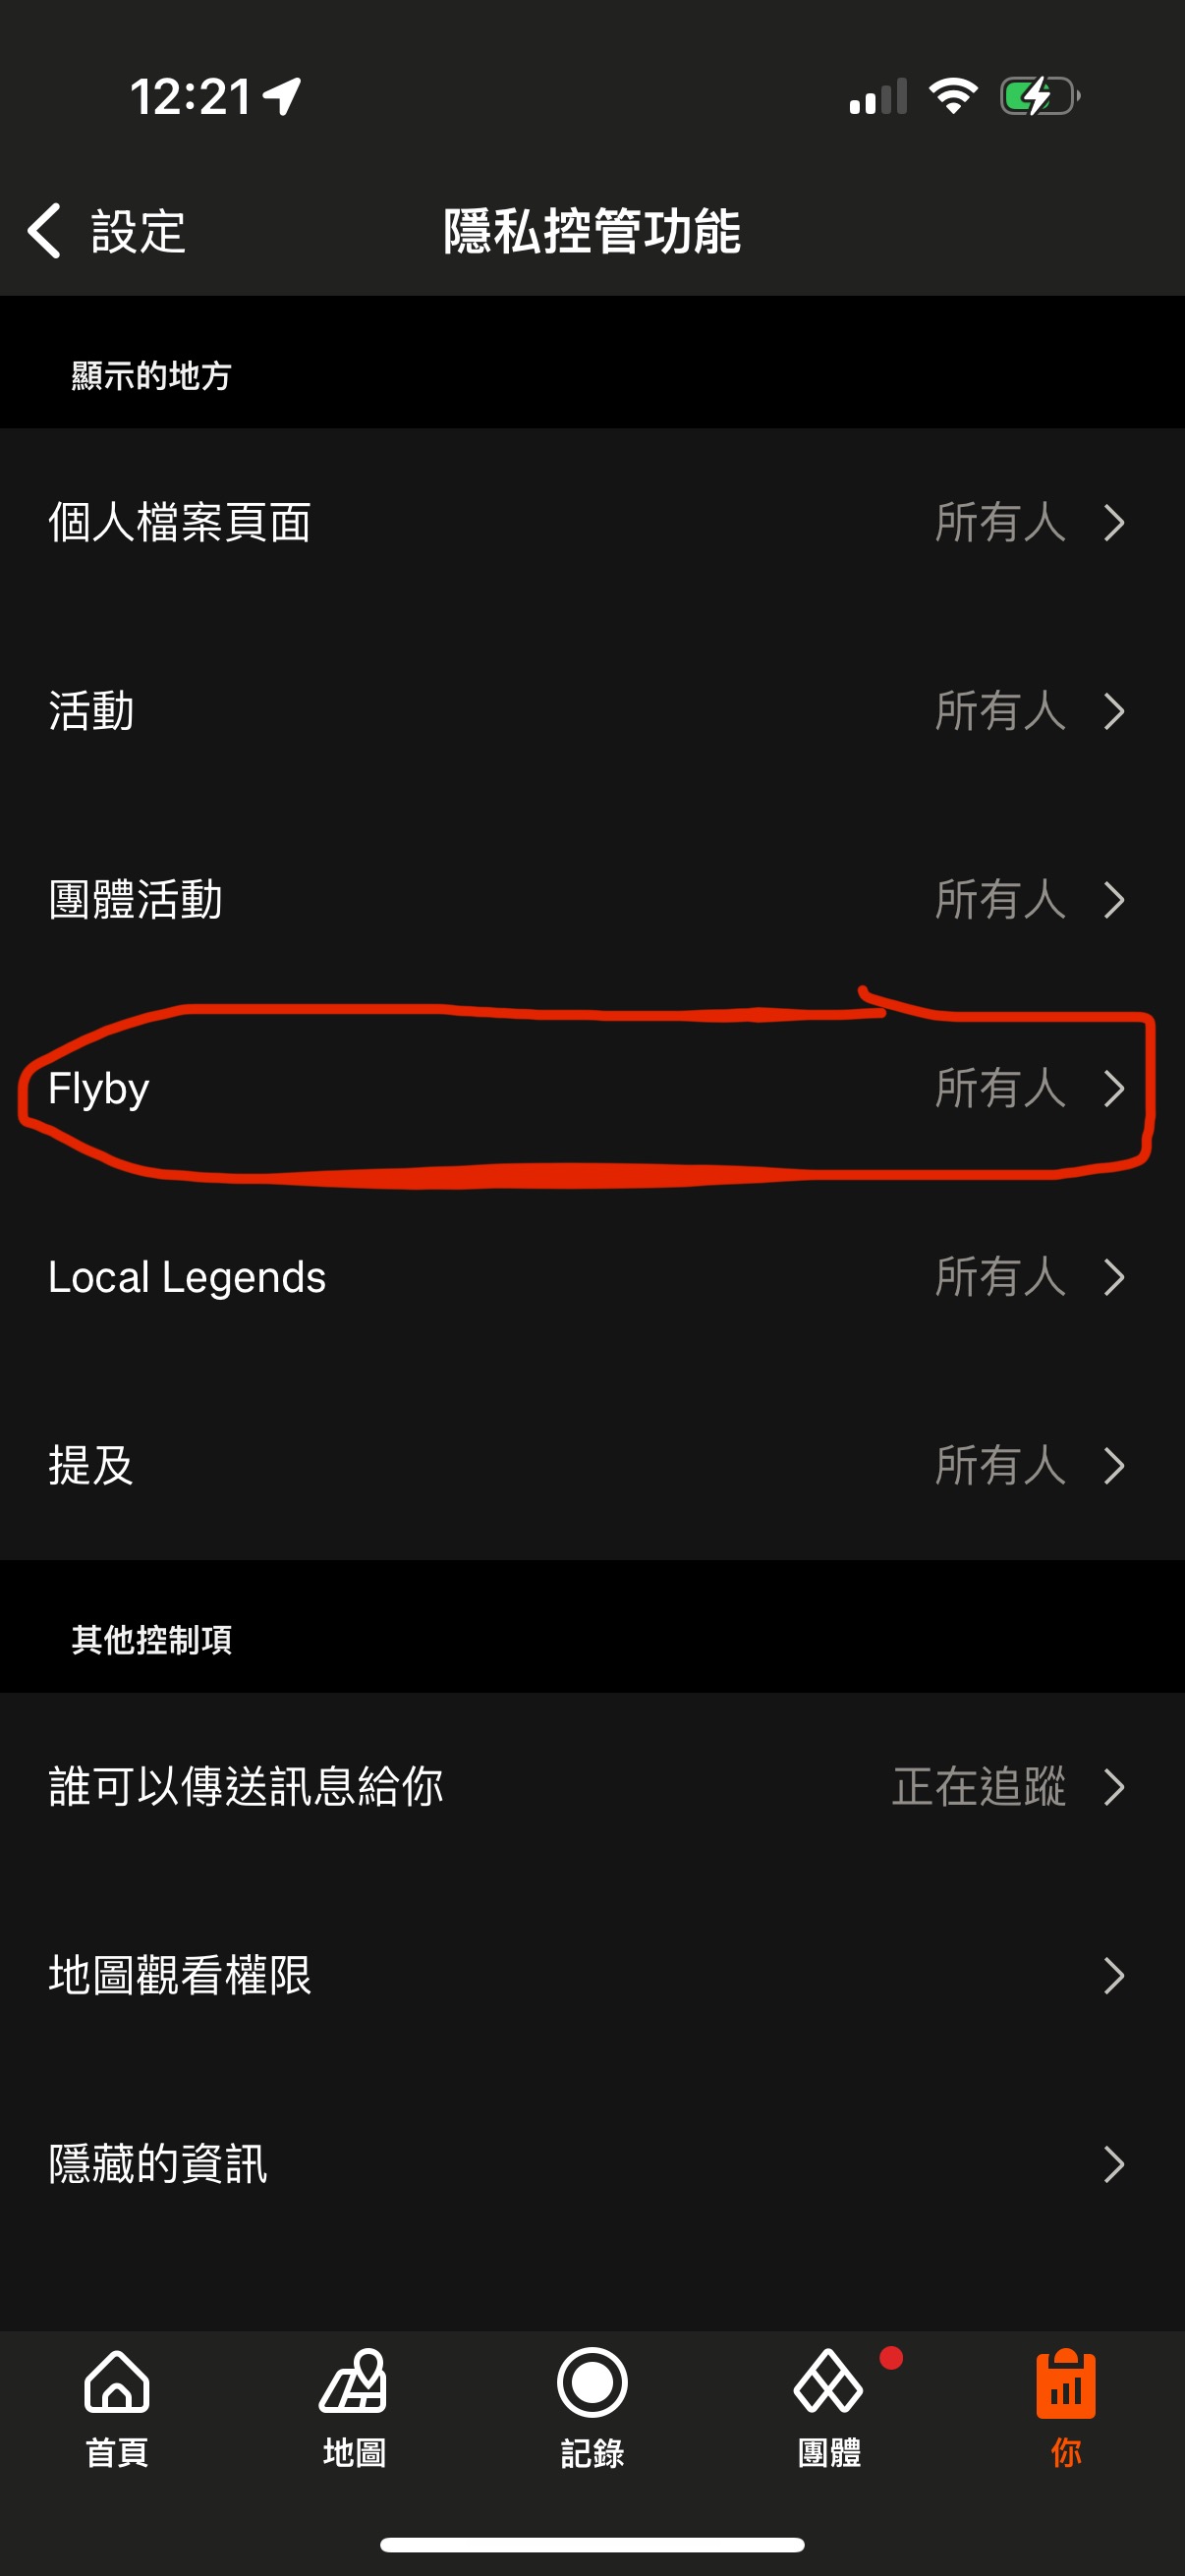 12:21
設定
隱私控管功能
顯示的地方
個人檔案頁面 所有人
活動 所有人
團體活動 所有人
Flyby 所有人
Local Legends 所有人
提及 所有人
其他控制項
誰可以傳送訊息給你 正在追蹤
地圖觀看權限
隱藏的資訊
首頁 地圖 記錄 團體 你